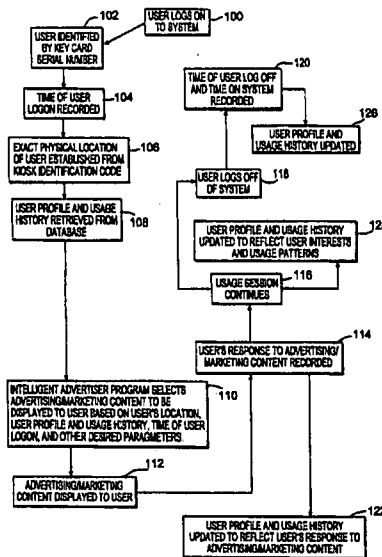 100
USER LOGS ON
TO SYSTEM
102
USER IDENTIFIED
BY KEY CARD
SERIAL NUMBER
TIME OF USER
LOGON RECORDED
104
EXACT PHYSICAL LOCATION
OF USER ESTABLISHED FROM
KIOSK IDENTIFICATION CODE
106
USER PROFILE AND USAGE
HISTORY RETRIEVED FROM
DATABASE
108
INTELLIGENT ADVERTISER PROGRAM SELECTS
ADVERTISING/MARKETING CONTENT TO BE
DISPLAYED TO USER BASED ON USER'S LOCATION,
USER PROFILE AND USAGE HISTORY, TIME OF USER
LOGON, AND OTHER DESIRED PARAGMETERS.
110
ADVERTISING/MARKETING
CONTENT DISPLAYED TO USER
112
USER'S RESPONSE TO ADVERTISING/
MARKETING CONTENT RECORDED
114
USAGE SESSION
CONTINUES
116
USER LOGS OFF
OF SYSTEM
118
120
TIME OF USER LOG OFF
AND TIME ON SYSTEM
RECORDED
126
USER PROFILE AND
USAGE HISTORY UPDATED
USER PROFILE AND USAGE HISTORY
UPDATED TO REFLECT USER INTERESTS
AND USAGE PATTERNS
122
USER PROFILE AND USAGE HISTORY
UPDATED TO REFLECT USER'S RESPONSE
TO ADVERTISING/MARKETING CONTENT